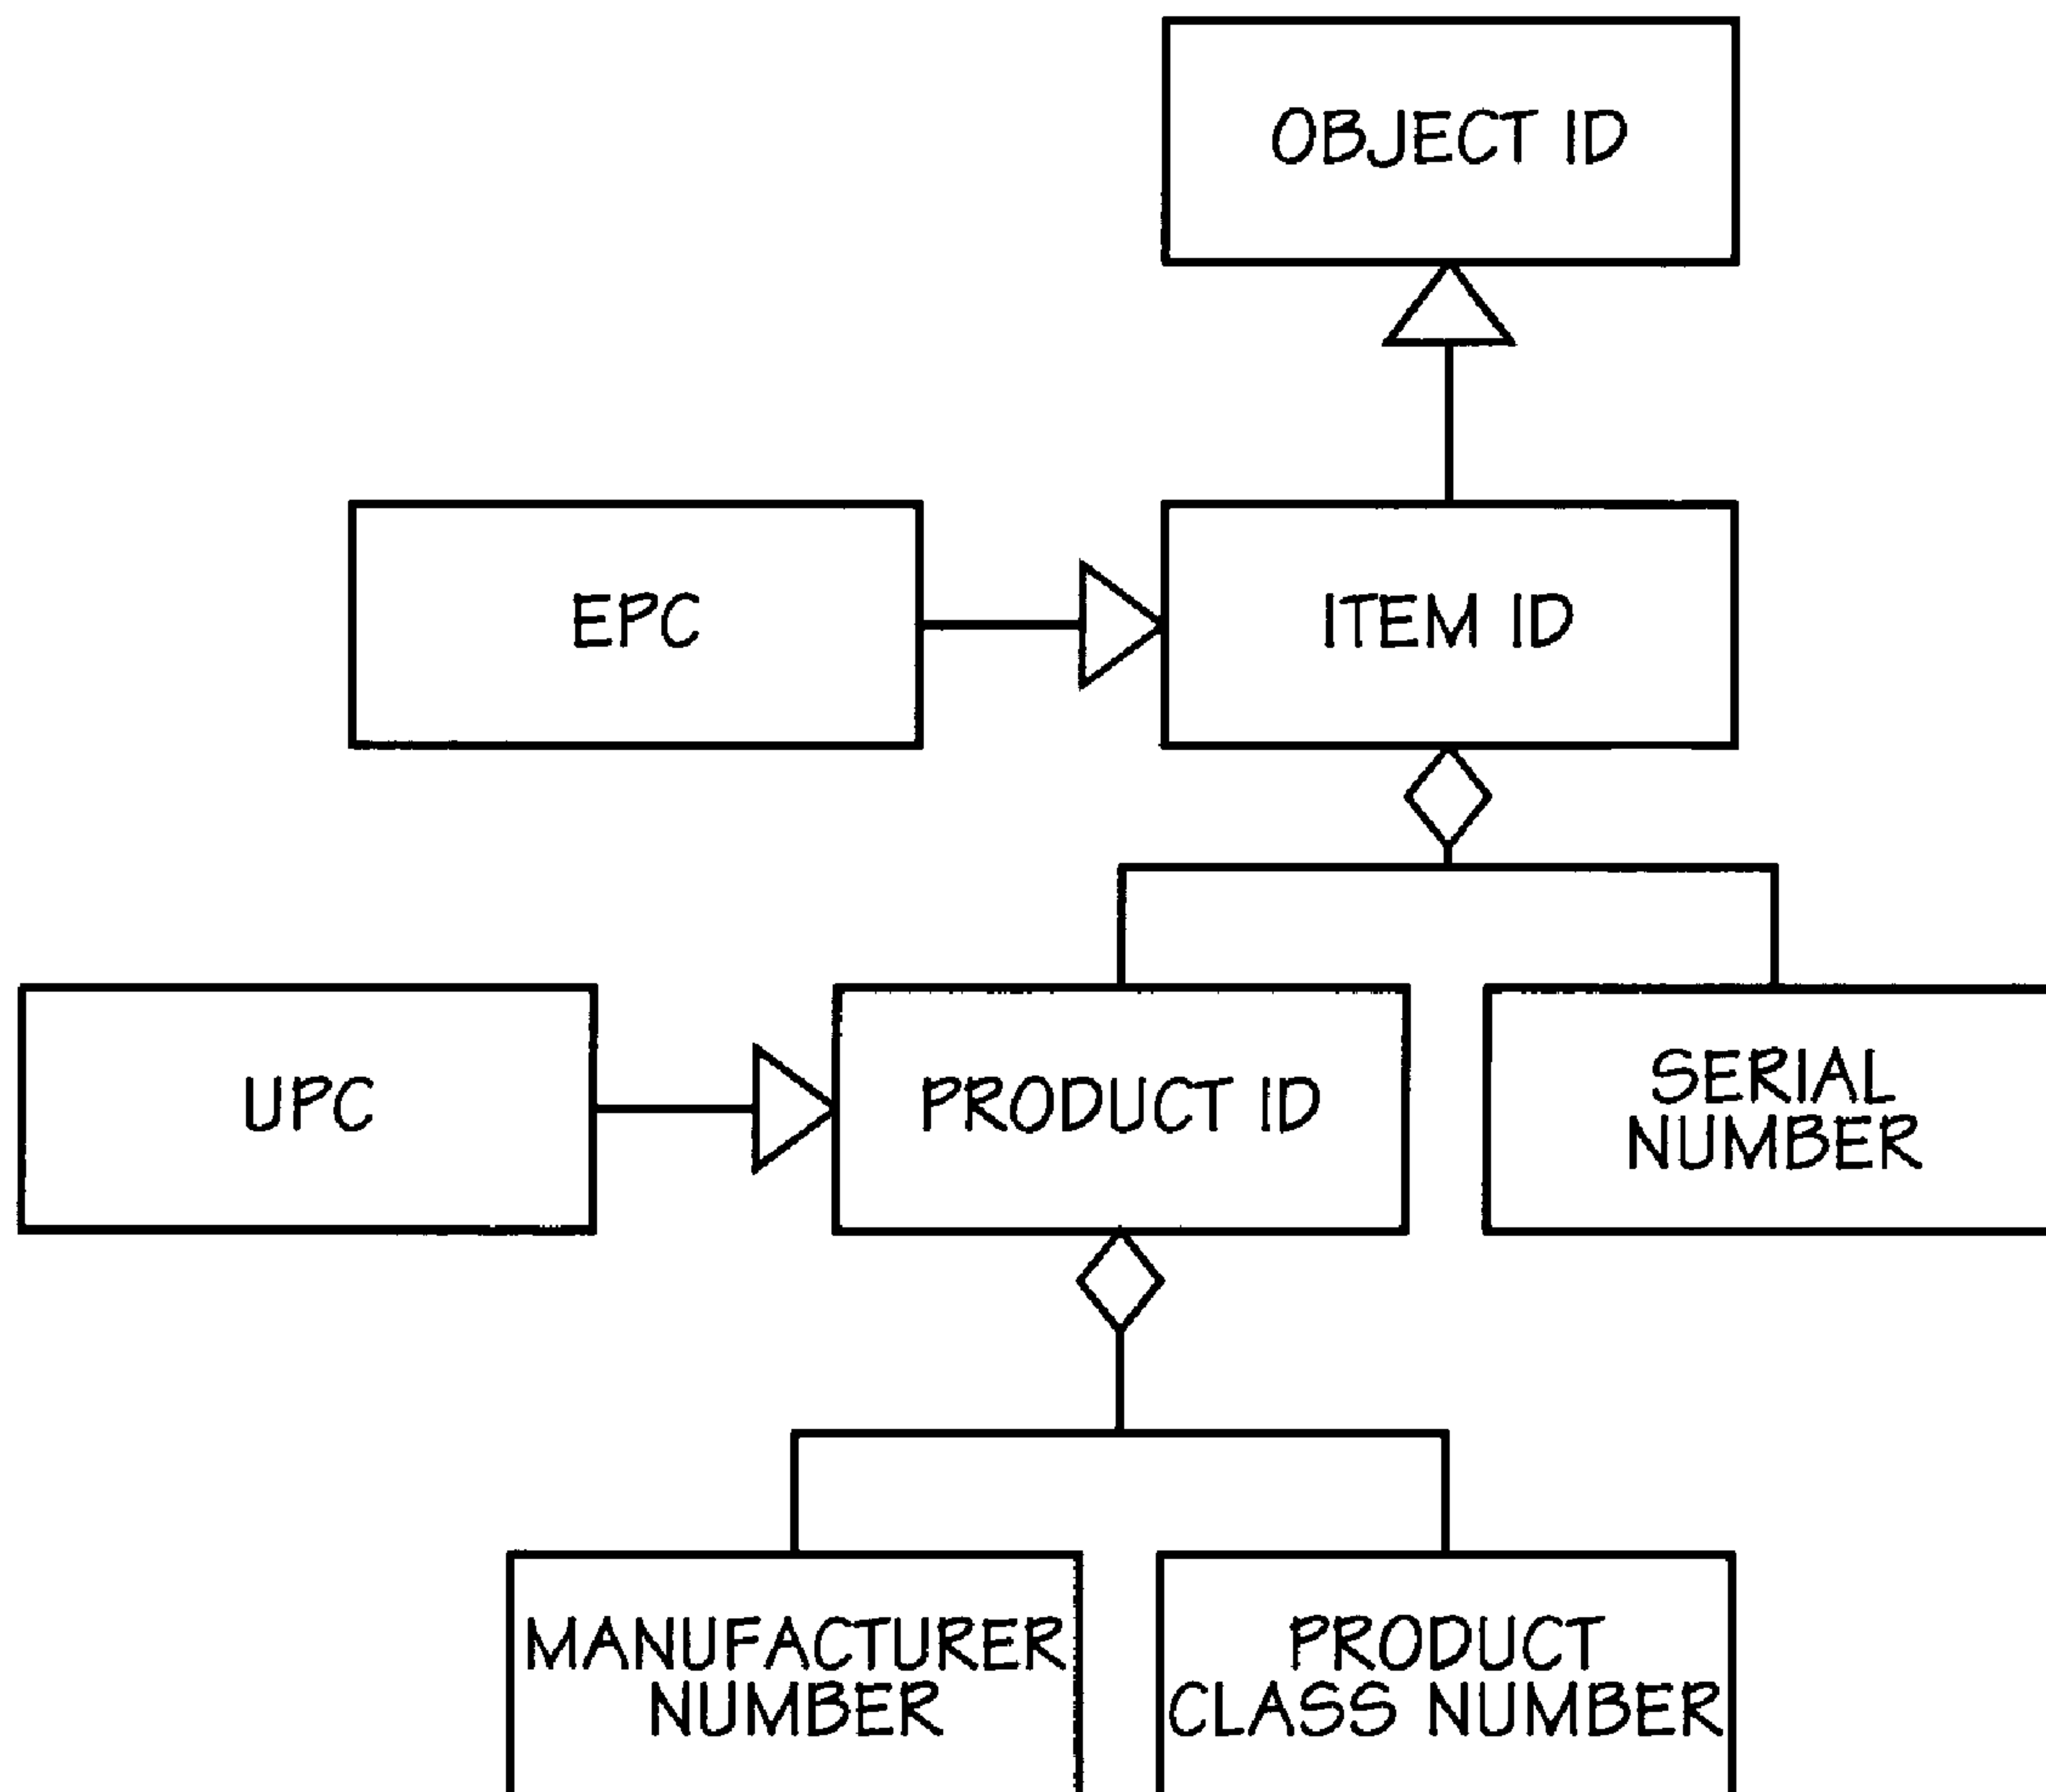 OBJECT ID
EPC
ITEM ID
UPC
PRODUCT ID
SERIAL
NUMBER
MANUFACTURER
NUMBER
PRODUCT
CLASS NUMBER